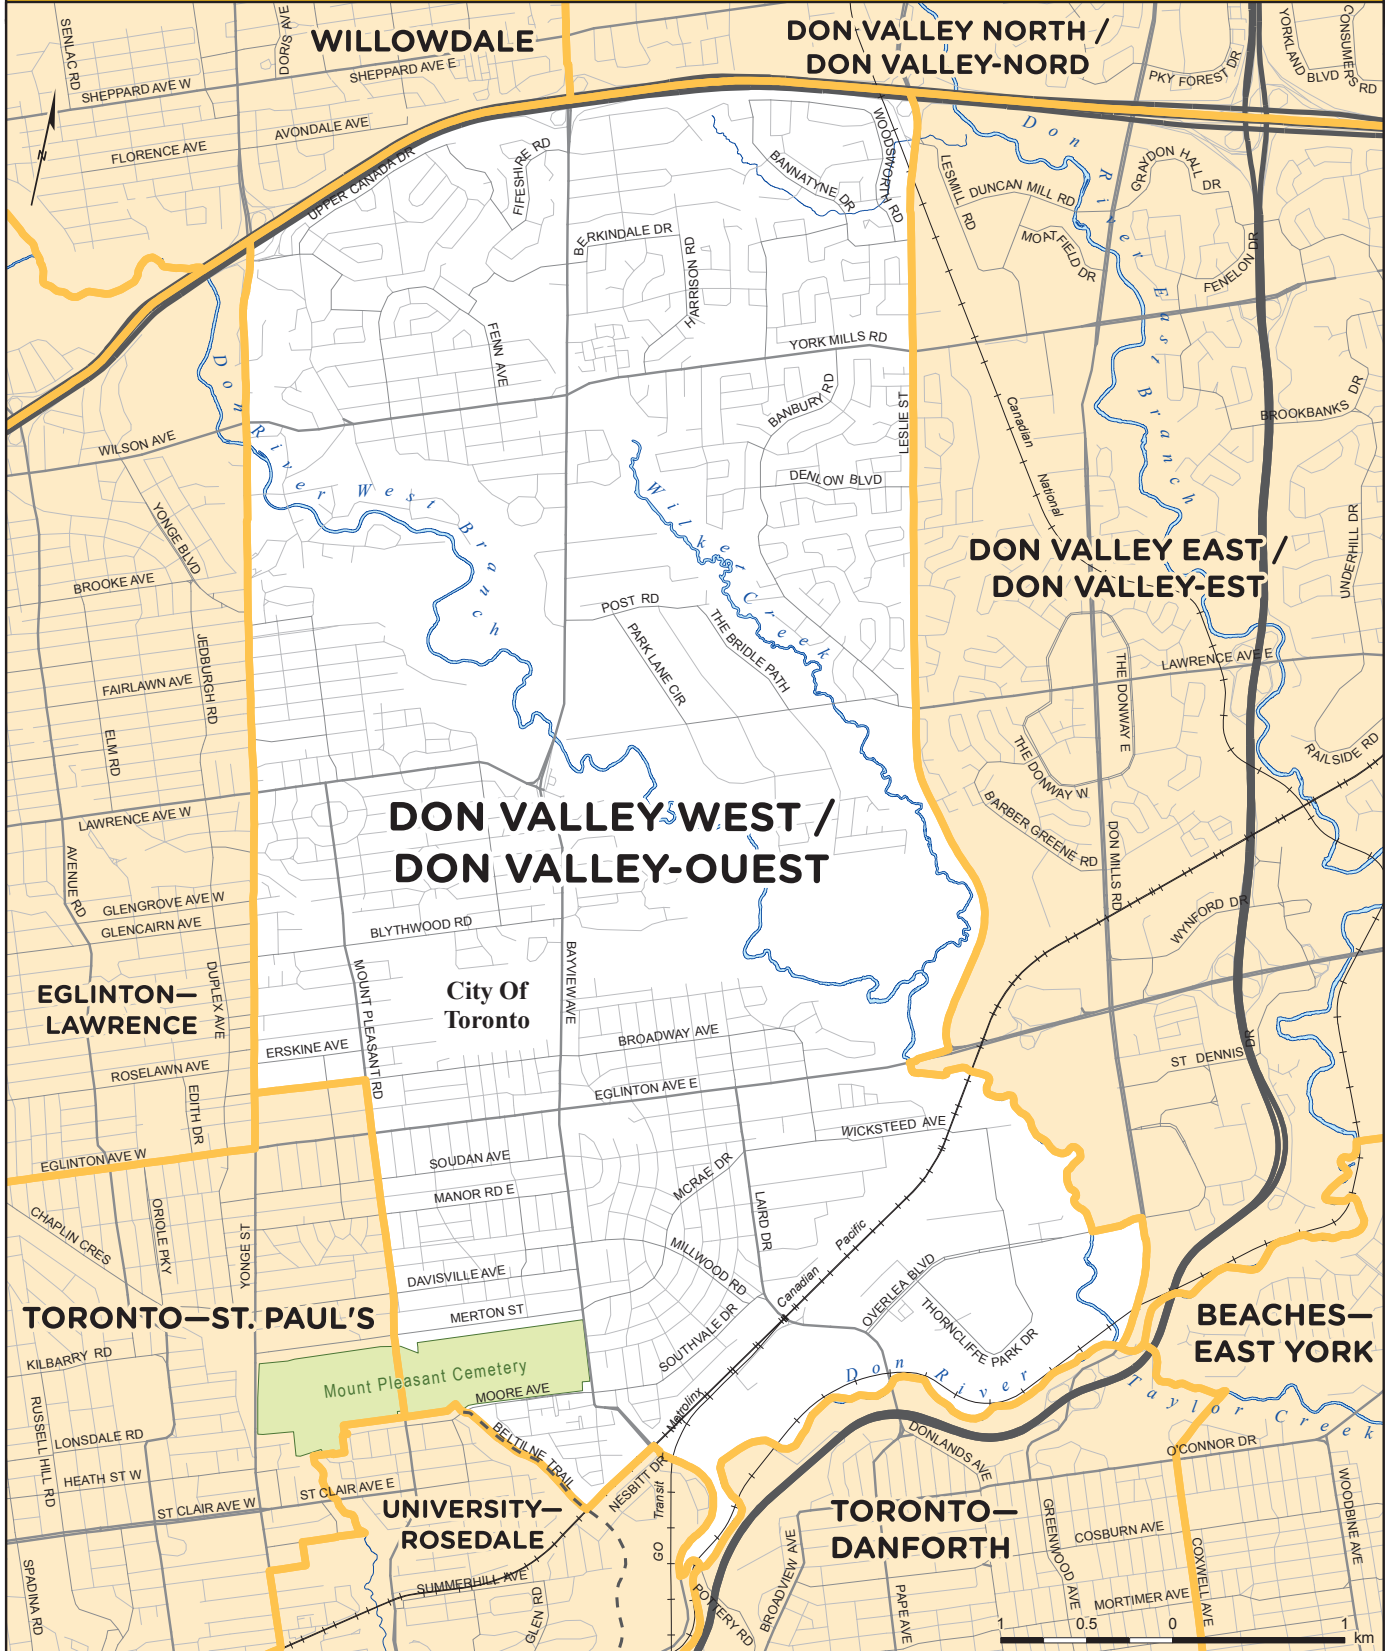 SENLAC RD
DORIS AVE
WILLOWDALE
SHEPPARD AVE E
SHEPPARD AVE W
DON VALLEY NORTH /
DON VALLEY-NORD
PKY FOREST DR
YORKLAND
BLVD
CONSUMERS
RD
N
AVONDALE AVE
FLORENCE AVE
UPPER CANADA DR
FIFESHIRE RD
BANNATYNE DR
WOODSWORTH RD
LESMILL RD
DUNCAN MILL RD
GRAYDON HALL
DR
MOATFIELD DR
FENELON DR
Don River East Branch
BERKINDALE DR
HARRISON RD
FENN AVE
YORK MILLS RD
BANBURY RD
LESLIE ST
DENLOW BLVD
Canadian
National
BROOKBANKS
DR
UNDERHILL DR
WILSON AVE
YONGE BLVD
BROOKE AVE
Don River West Branch
Wilket Creek
DON VALLEY EAST /
DON VALLEY-EST
POST RD
PARK LANE CIR
THE BRIDLE PATH
JEDBURGH RD
FAIRLAWN AVE
ELM RD
LAWRENCE AVE E
THE DONWAY E
THE DONWAY W
RAILSIDE RD
BARBER GREENE RD
DON MILLS RD
LAWRENCE AVE W
DON VALLEY WEST /
DON VALLEY-OUEST
AVENUE RD
GLENGROVE AVE W
GLENCAIRN AVE
DUPLEX AVE
BLYTHWOOD RD
MOUNT PLEASANT RD
BAYVIEW AVE
WYNFORD DR
City Of
Toronto
EGLINTON—
LAWRENCE
BROADWAY AVE
ERSKINE AVE
ROSELAWN AVE
EDITH DR
ST DENNIS
DR
EGLINTON AVE E
WICKSTEED AVE
EGLINTON AVE W
SOUDAN AVE
MANOR RD E
MCRAE DR
LAIRD DR
CHAPLIN CRES
ORIOLE PKY
YONGE ST
MILLWOOD RD
Canadian
Pacific
OVERLEA BLVD
THORNCLIFFE
PARK DR
DAVISVILLE AVE
MERTON ST
SOUTHVALE DR
TORONTO—ST. PAUL'S
BEACHES—
EAST YORK
KILBARRY RD
Mount Pleasant Cemetery
MOORE AVE
Metrolinx
Don River
Taylor Creek
RUSSELL HILL RD
LONSDALE RD
HEATH ST W
BELTILNE TRAIL
NESBITT DR
DONLANDS AVE
O'CONNOR DR
ST CLAIR AVE E
ST CLAIR AVE W
UNIVERSITY—
ROSEDALE
GO
Transit
TORONTO—
DANFORTH
GREENWOOD AVE
COSBURN AVE
WOODBINE AVE
SPADINA RD
SUMMERHILL AVE
GLEN RD
POTTERY RD
BROADVIEW AVE
PAPE AVE
MORTIMER AVE
COXWELL AVE
1 0.5 0 1
km